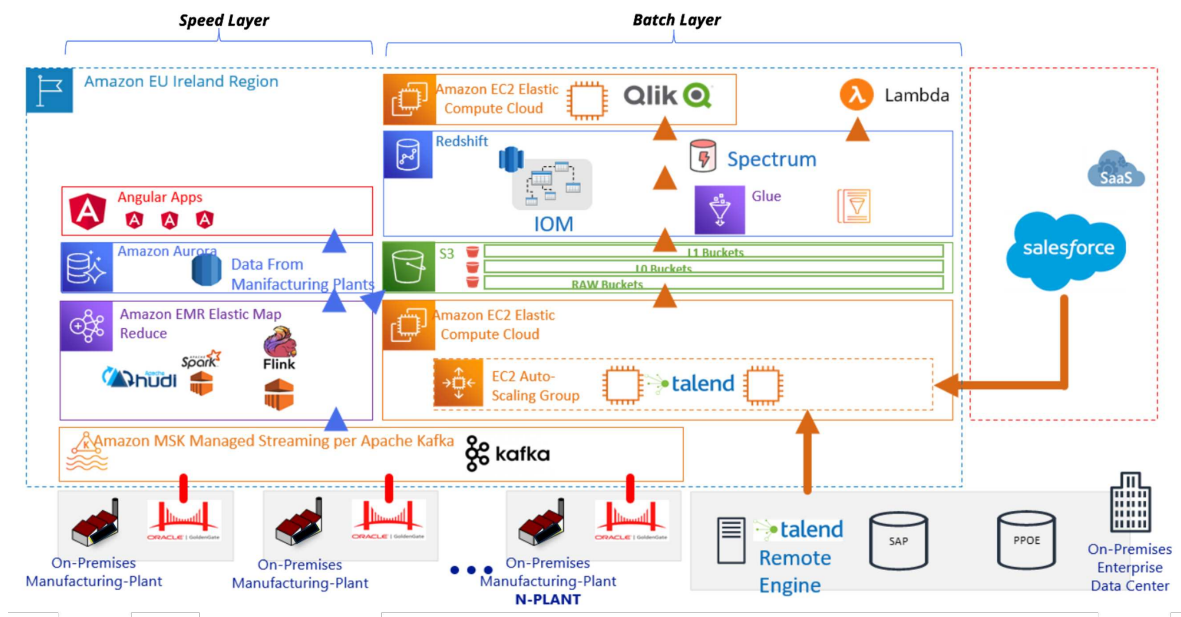 Speed Layer
Batch Layer
Amazon EU Ireland Region
Amazon EC2 Elastic
Compute Cloud
Qlik Q
Lambda
Redshift
Spectrum
IOM
Glue
SaaS
salesforce
Angular Apps
A
A
A
A
Amazon Aurora
Data From
Manifacturing Plants
S3
L1 Buckets
L0 Buckets
RAW Buckets
Amazon EMR Elastic Map
Reduce
APACHE
Spark
Apache
hudi
Flink
Amazon EC2 Elastic
Compute Cloud
EC2 Auto-
Scaling Group
talend
K
Amazon MSK Managed Streaming per Apache Kafka
kafka
ORACLE | GoldenGate
On-Premises
Manufacturing-Plant
ORACLE | GoldenGate
On-Premises
Manufacturing-Plant
ORACLE | GoldenGate
On-Premises
Manufacturing-Plant
N-PLANT
talend
Remote
Engine
SAP
PPOE
On-Premises
Enterprise
Data Center